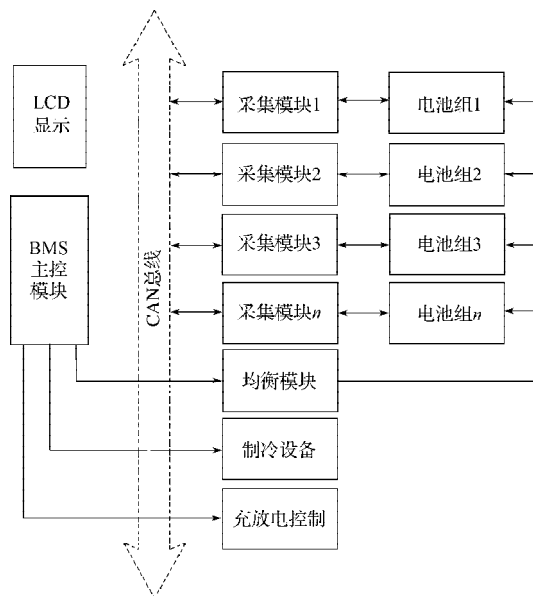 LCD
显示
BMS
主控
模块
CAN总线
采集模块1
电池组1
采集模块2
电池组2
采集模块3
电池组3
采集模块n
电池组n
均衡模块
制冷设备
充放电控制